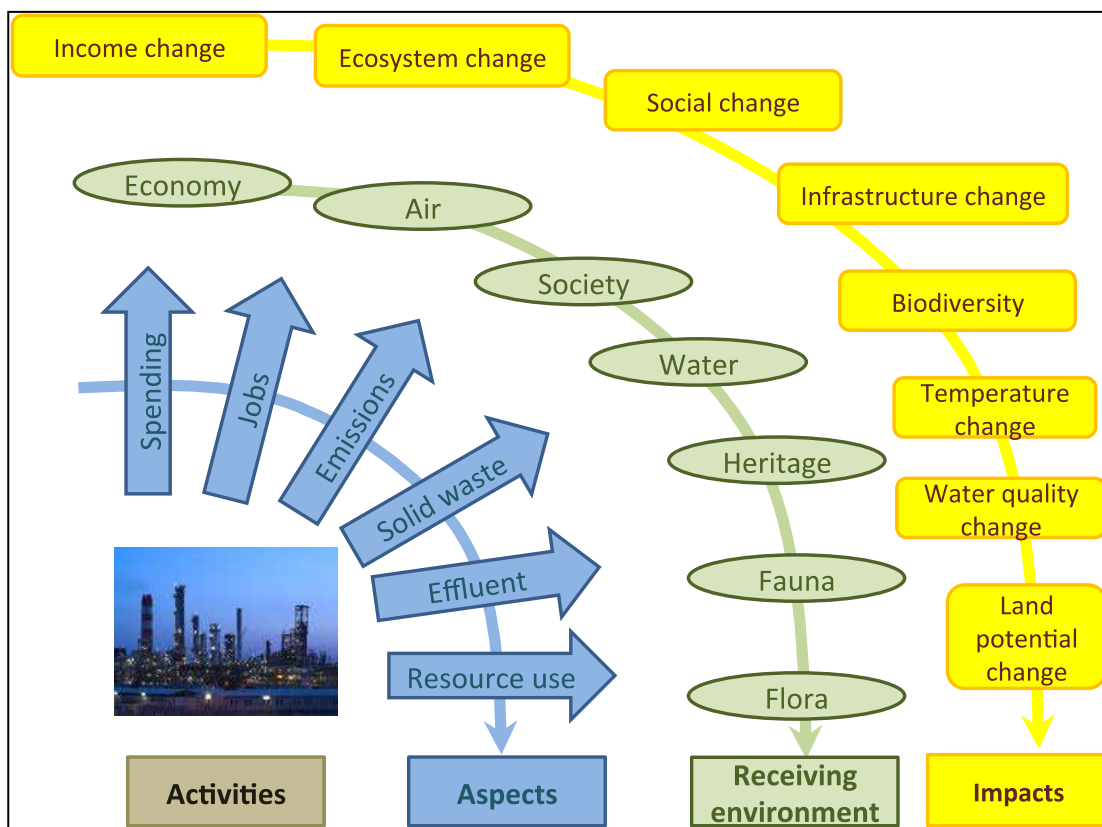 Income change
Ecosystem change
Social change
Infrastructure change
Biodiversity
Temperature
change
Water quality
change
Land
potential
change
Economy
Air
Society
Water
Heritage
Fauna
Flora
Spending
Jobs
Emissions
Solid waste
Effluent
Resource use
Activities
Aspects
Receiving
environment
Impacts